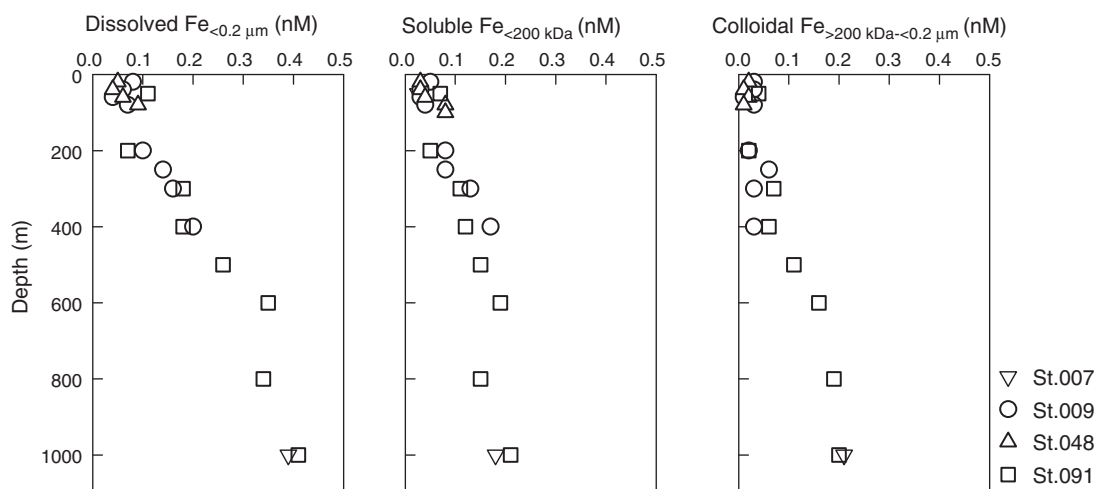 Dissolved Fe<0.2 μm (nM)
0.0 0.1 0.2 0.3 0.4 0.5
Soluble Fe<200 kDa (nM)
0.0 0.1 0.2 0.3 0.4 0.5
Colloidal Fe>200 kDa-<0.2 μm (nM)
0.0 0.1 0.2 0.3 0.4 0.5
Depth (m)
0
200
400
600
800
1000
St.007
St.009
St.048
St.091